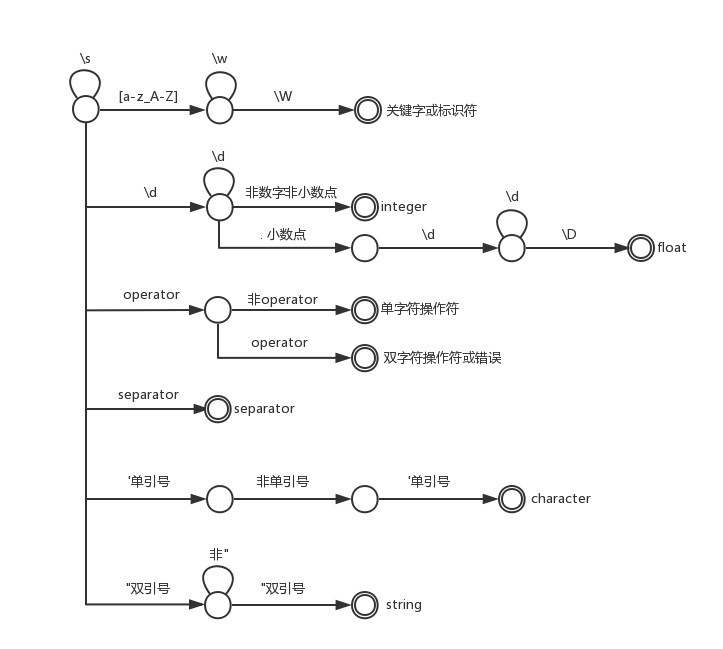 \s
\w
[a-z_A-Z]
\W
关键字或标识符
\d
\d
非数字非小数点
integer
\d
. 小数点
\d
\D
float
operator
非operator
单字符操作符
operator
双字符操作符或错误
separator
separator
'单引号
非单引号
'单引号
character
非"
"双引号
"双引号
string